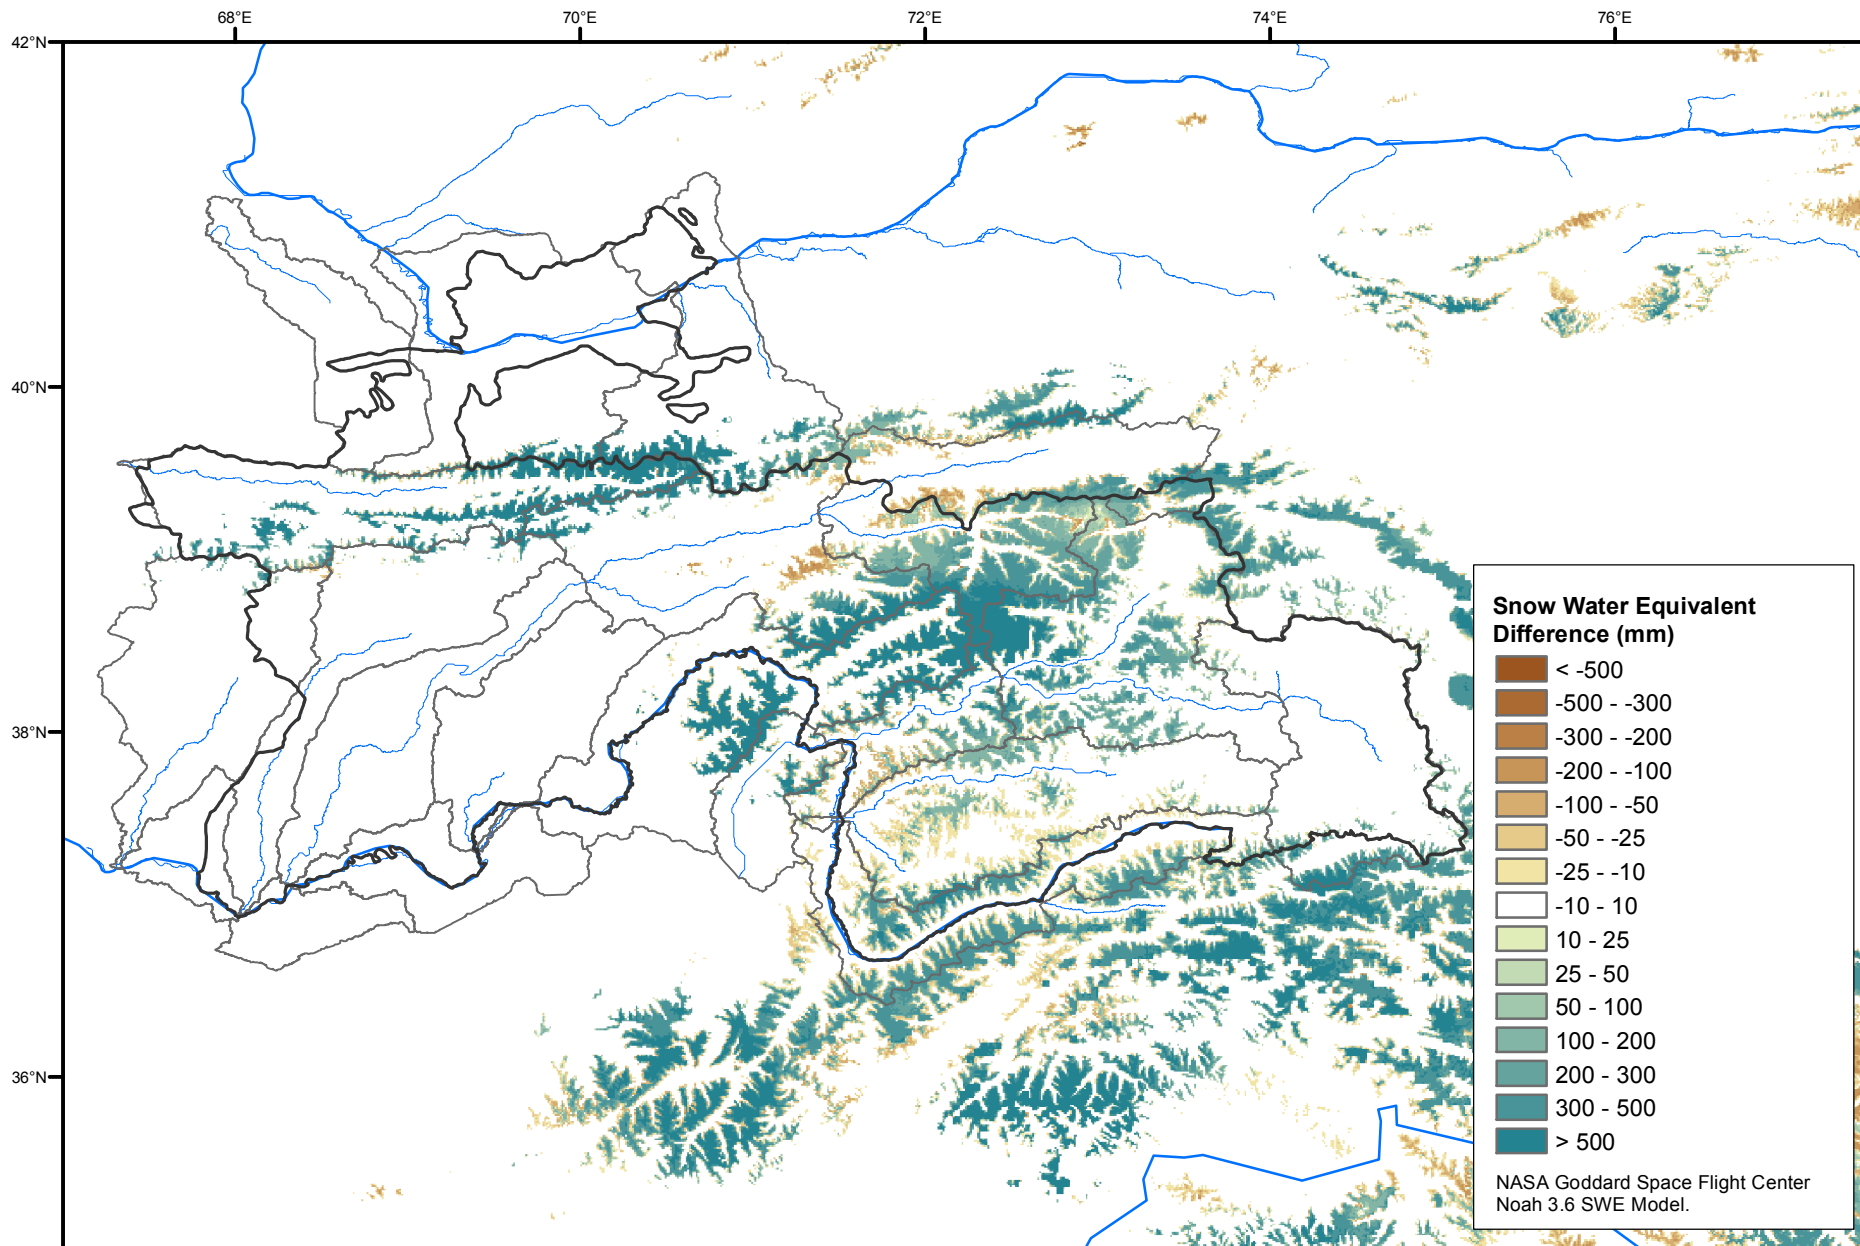 68°E
70°E
72°E
74°E
76°E
42°N
40°N
38°N
36°N
Snow Water Equivalent
Difference (mm)
< -500
-500 - -300
-300 - -200
-200 - -100
-100 - -50
-50 - -25
-25 - -10
-10 - 10
10 - 25
25 - 50
50 - 100
100 - 200
200 - 300
300 - 500
> 500
NASA Goddard Space Flight Center
Noah 3.6 SWE Model.